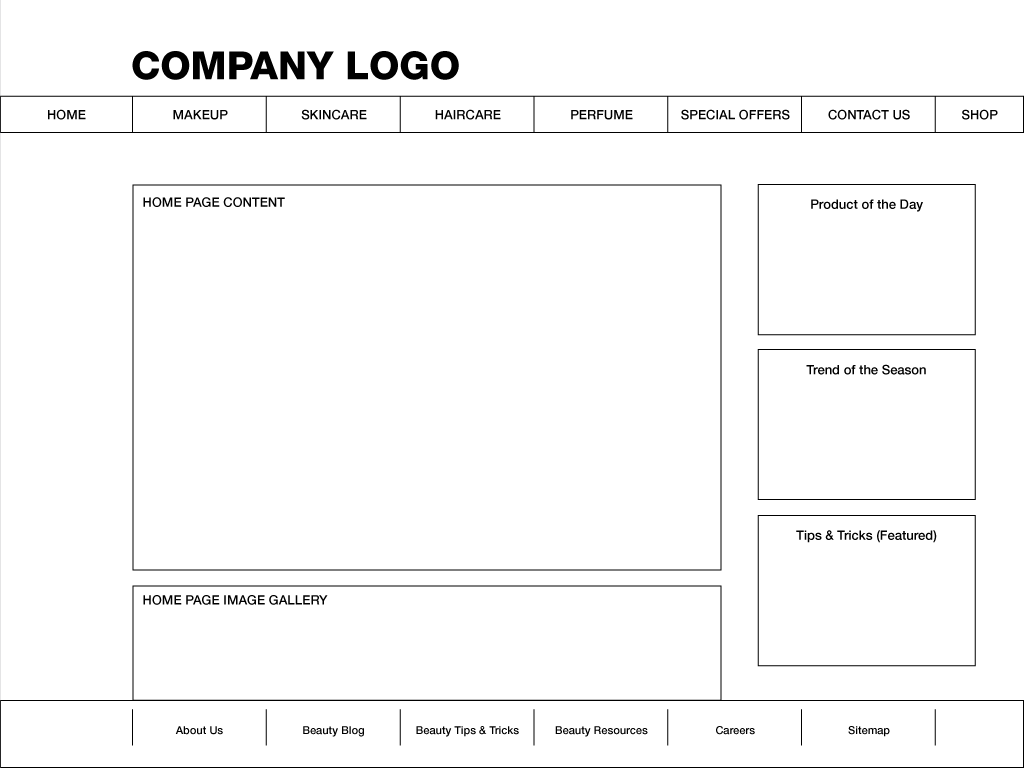 COMPANY LOGO
HOME MAKEUP SKINCARE HAIRCARE PERFUME SPECIAL OFFERS CONTACT US SHOP
HOME PAGE CONTENT
Product of the Day
Trend of the Season
Tips & Tricks (Featured)
HOME PAGE IMAGE GALLERY
About Us Beauty Blog Beauty Tips & Tricks Beauty Resources Careers Sitemap